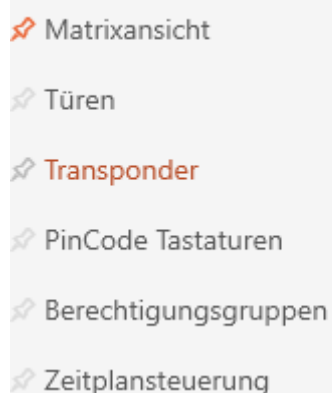 Matrixansicht
Türen
Transponder
PinCode Tastaturen
Berechtigungsgruppen
Zeitplansteuerung